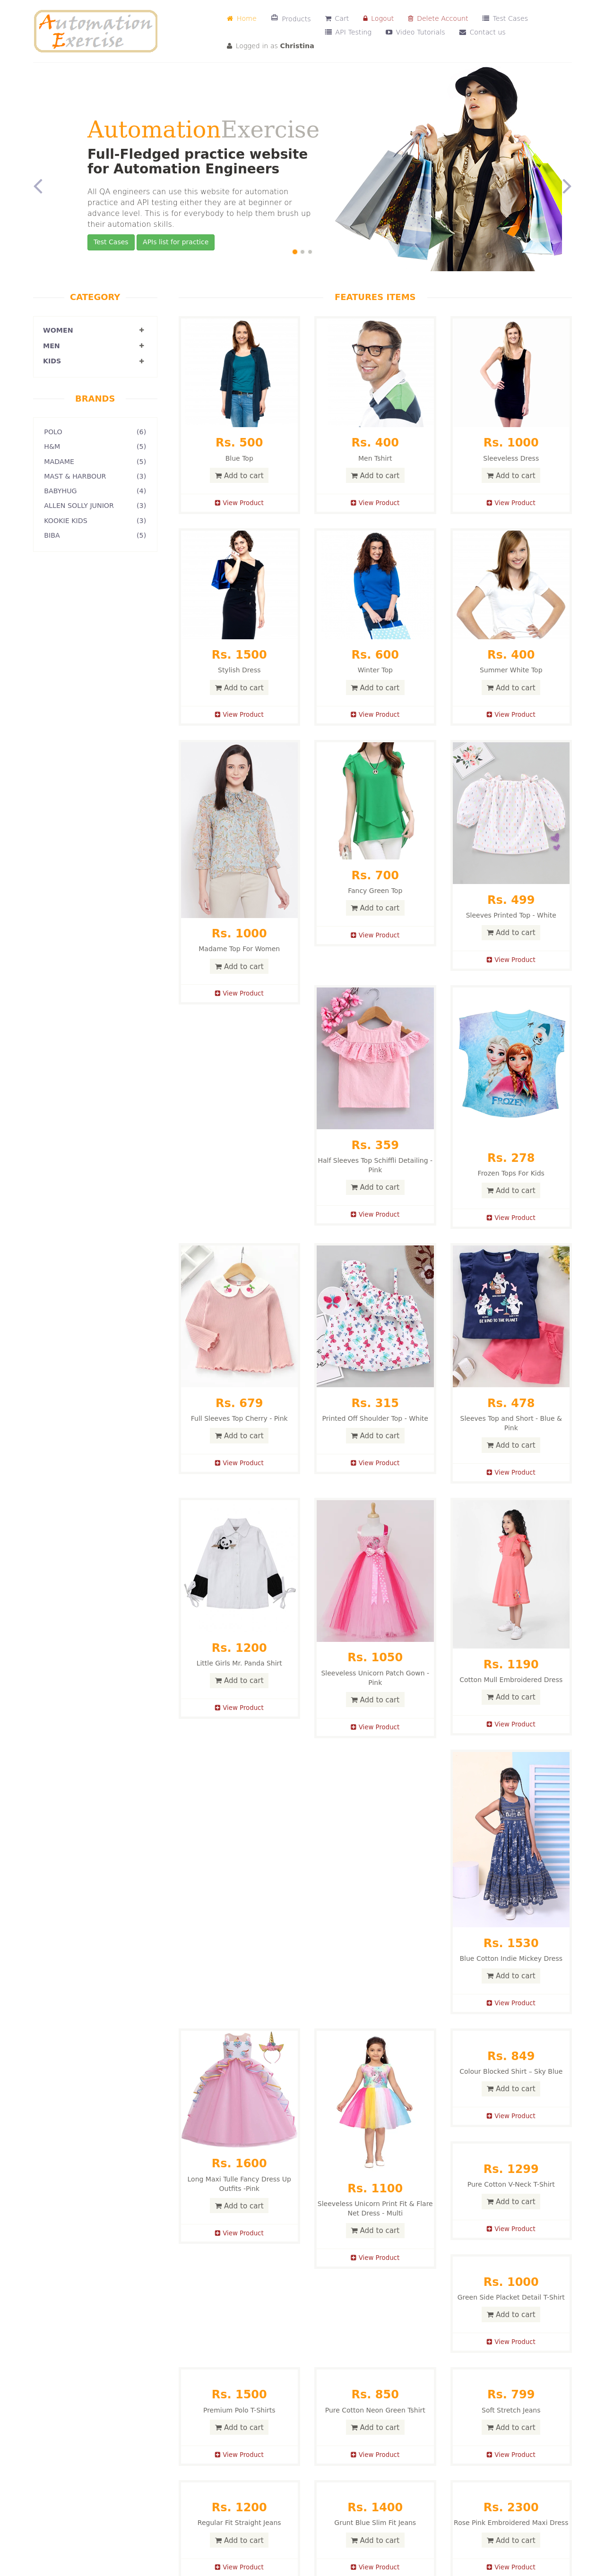 Automation
Exercise
Home
Products
Cart
Logout
Delete Account
Test Cases
API Testing
Video Tutorials
Contact us
Logged in as Christina
AutomationExercise
Full-Fledged practice website
for Automation Engineers
All QA engineers can use this website for automation
practice and API testing either they are at beginner or
advance level. This is for everybody to help them brush up
their automation skills.
Test Cases
APIs list for practice
CATEGORY
WOMEN
MEN
KIDS
BRANDS
POLO (6)
H&M (5)
MADAME (5)
MAST & HARBOUR (3)
BABYHUG (4)
ALLEN SOLLY JUNIOR (3)
KOOKIE KIDS (3)
BIBA (5)
FEATURES ITEMS
Rs. 500
Blue Top
Add to cart
View Product
Rs. 400
Men Tshirt
Add to cart
View Product
Rs. 1000
Sleeveless Dress
Add to cart
View Product
Rs. 1500
Stylish Dress
Add to cart
View Product
Rs. 600
Winter Top
Add to cart
View Product
Rs. 400
Summer White Top
Add to cart
View Product
Rs. 1000
Madame Top For Women
Add to cart
View Product
Rs. 700
Fancy Green Top
Add to cart
View Product
Rs. 499
Sleeves Printed Top - White
Add to cart
View Product
Rs. 359
Half Sleeves Top Schiffli Detailing -
Pink
Add to cart
View Product
FROZEN
Rs. 278
Frozen Tops For Kids
Add to cart
View Product
Rs. 679
Full Sleeves Top Cherry - Pink
Add to cart
View Product
Rs. 315
Printed Off Shoulder Top - White
Add to cart
View Product
BE KIND TO THE PLANET
Rs. 478
Sleeves Top and Short - Blue &
Pink
Add to cart
View Product
Rs. 1200
Little Girls Mr. Panda Shirt
Add to cart
View Product
Rs. 1050
Sleeveless Unicorn Patch Gown -
Pink
Add to cart
View Product
Rs. 1190
Cotton Mull Embroidered Dress
Add to cart
View Product
Rs. 1530
Blue Cotton Indie Mickey Dress
Add to cart
View Product
Rs. 1600
Long Maxi Tulle Fancy Dress Up
Outfits -Pink
Add to cart
View Product
Rs. 1100
Sleeveless Unicorn Print Fit & Flare
Net Dress - Multi
Add to cart
View Product
Rs. 849
Colour Blocked Shirt – Sky Blue
Add to cart
View Product
Rs. 1299
Pure Cotton V-Neck T-Shirt
Add to cart
View Product
Rs. 1000
Green Side Placket Detail T-Shirt
Add to cart
View Product
Rs. 1500
Premium Polo T-Shirts
Add to cart
View Product
Rs. 850
Pure Cotton Neon Green Tshirt
Add to cart
View Product
Rs. 799
Soft Stretch Jeans
Add to cart
View Product
Rs. 1200
Regular Fit Straight Jeans
Add to cart
View Product
Rs. 1400
Grunt Blue Slim Fit Jeans
Add to cart
View Product
Rs. 2300
Rose Pink Embroidered Maxi Dress
Add to cart
View Product